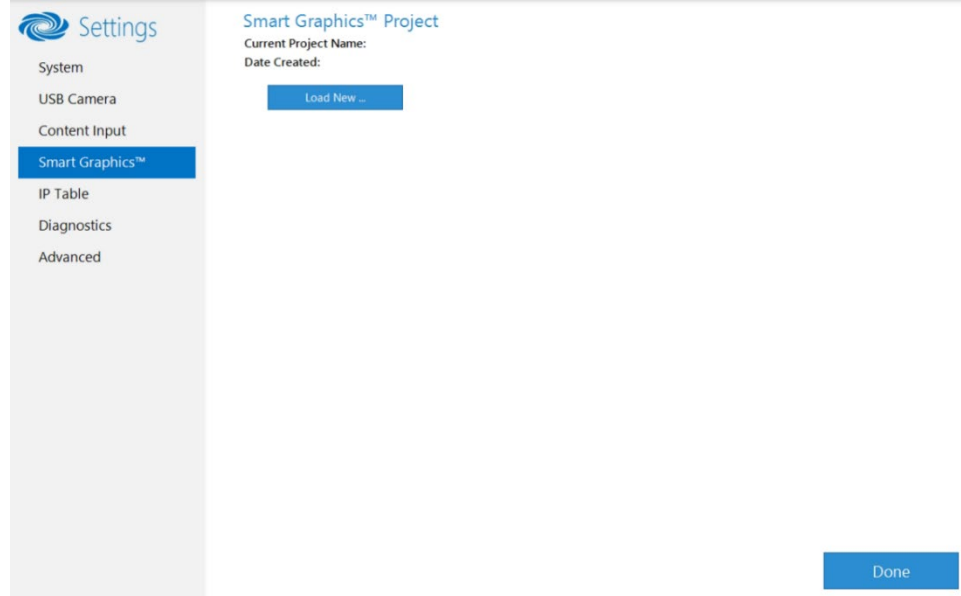 Settings
System
USB Camera
Content Input
Smart Graphics™
IP Table
Diagnostics
Advanced
Smart Graphics™ Project
Current Project Name:
Date Created:
Load New ...
Done